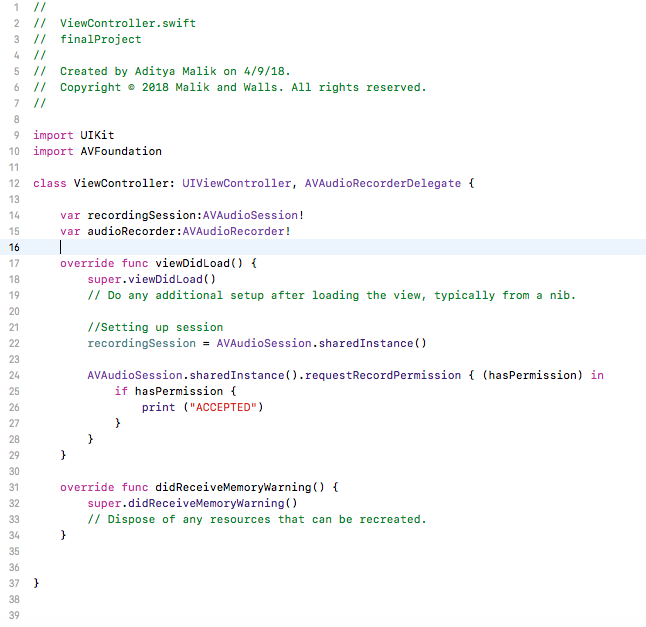 1 //
2 //  ViewController.swift
3 //  finalProject
4 //
5 //  Created by Aditya Malik on 4/9/18.
6 //  Copyright © 2018 Malik and Walls. All rights reserved.
7 //
8
9 import UIKit
10 import AVFoundation
11
12 class ViewController: UIViewController, AVAudioRecorderDelegate {
13
14     var recordingSession:AVAudioSession!
15     var audioRecorder:AVAudioRecorder!
16
17     override func viewDidLoad() {
18         super.viewDidLoad()
19         // Do any additional setup after loading the view, typically from a nib.
20
21         //Setting up session
22         recordingSession = AVAudioSession.sharedInstance()
23
24         AVAudioSession.sharedInstance().requestRecordPermission { (hasPermission) in
25             if hasPermission {
26                 print ("ACCEPTED")
27             }
28         }
29     }
30
31     override func didReceiveMemoryWarning() {
32         super.didReceiveMemoryWarning()
33         // Dispose of any resources that can be recreated.
34     }
35
36
37 }
38
39